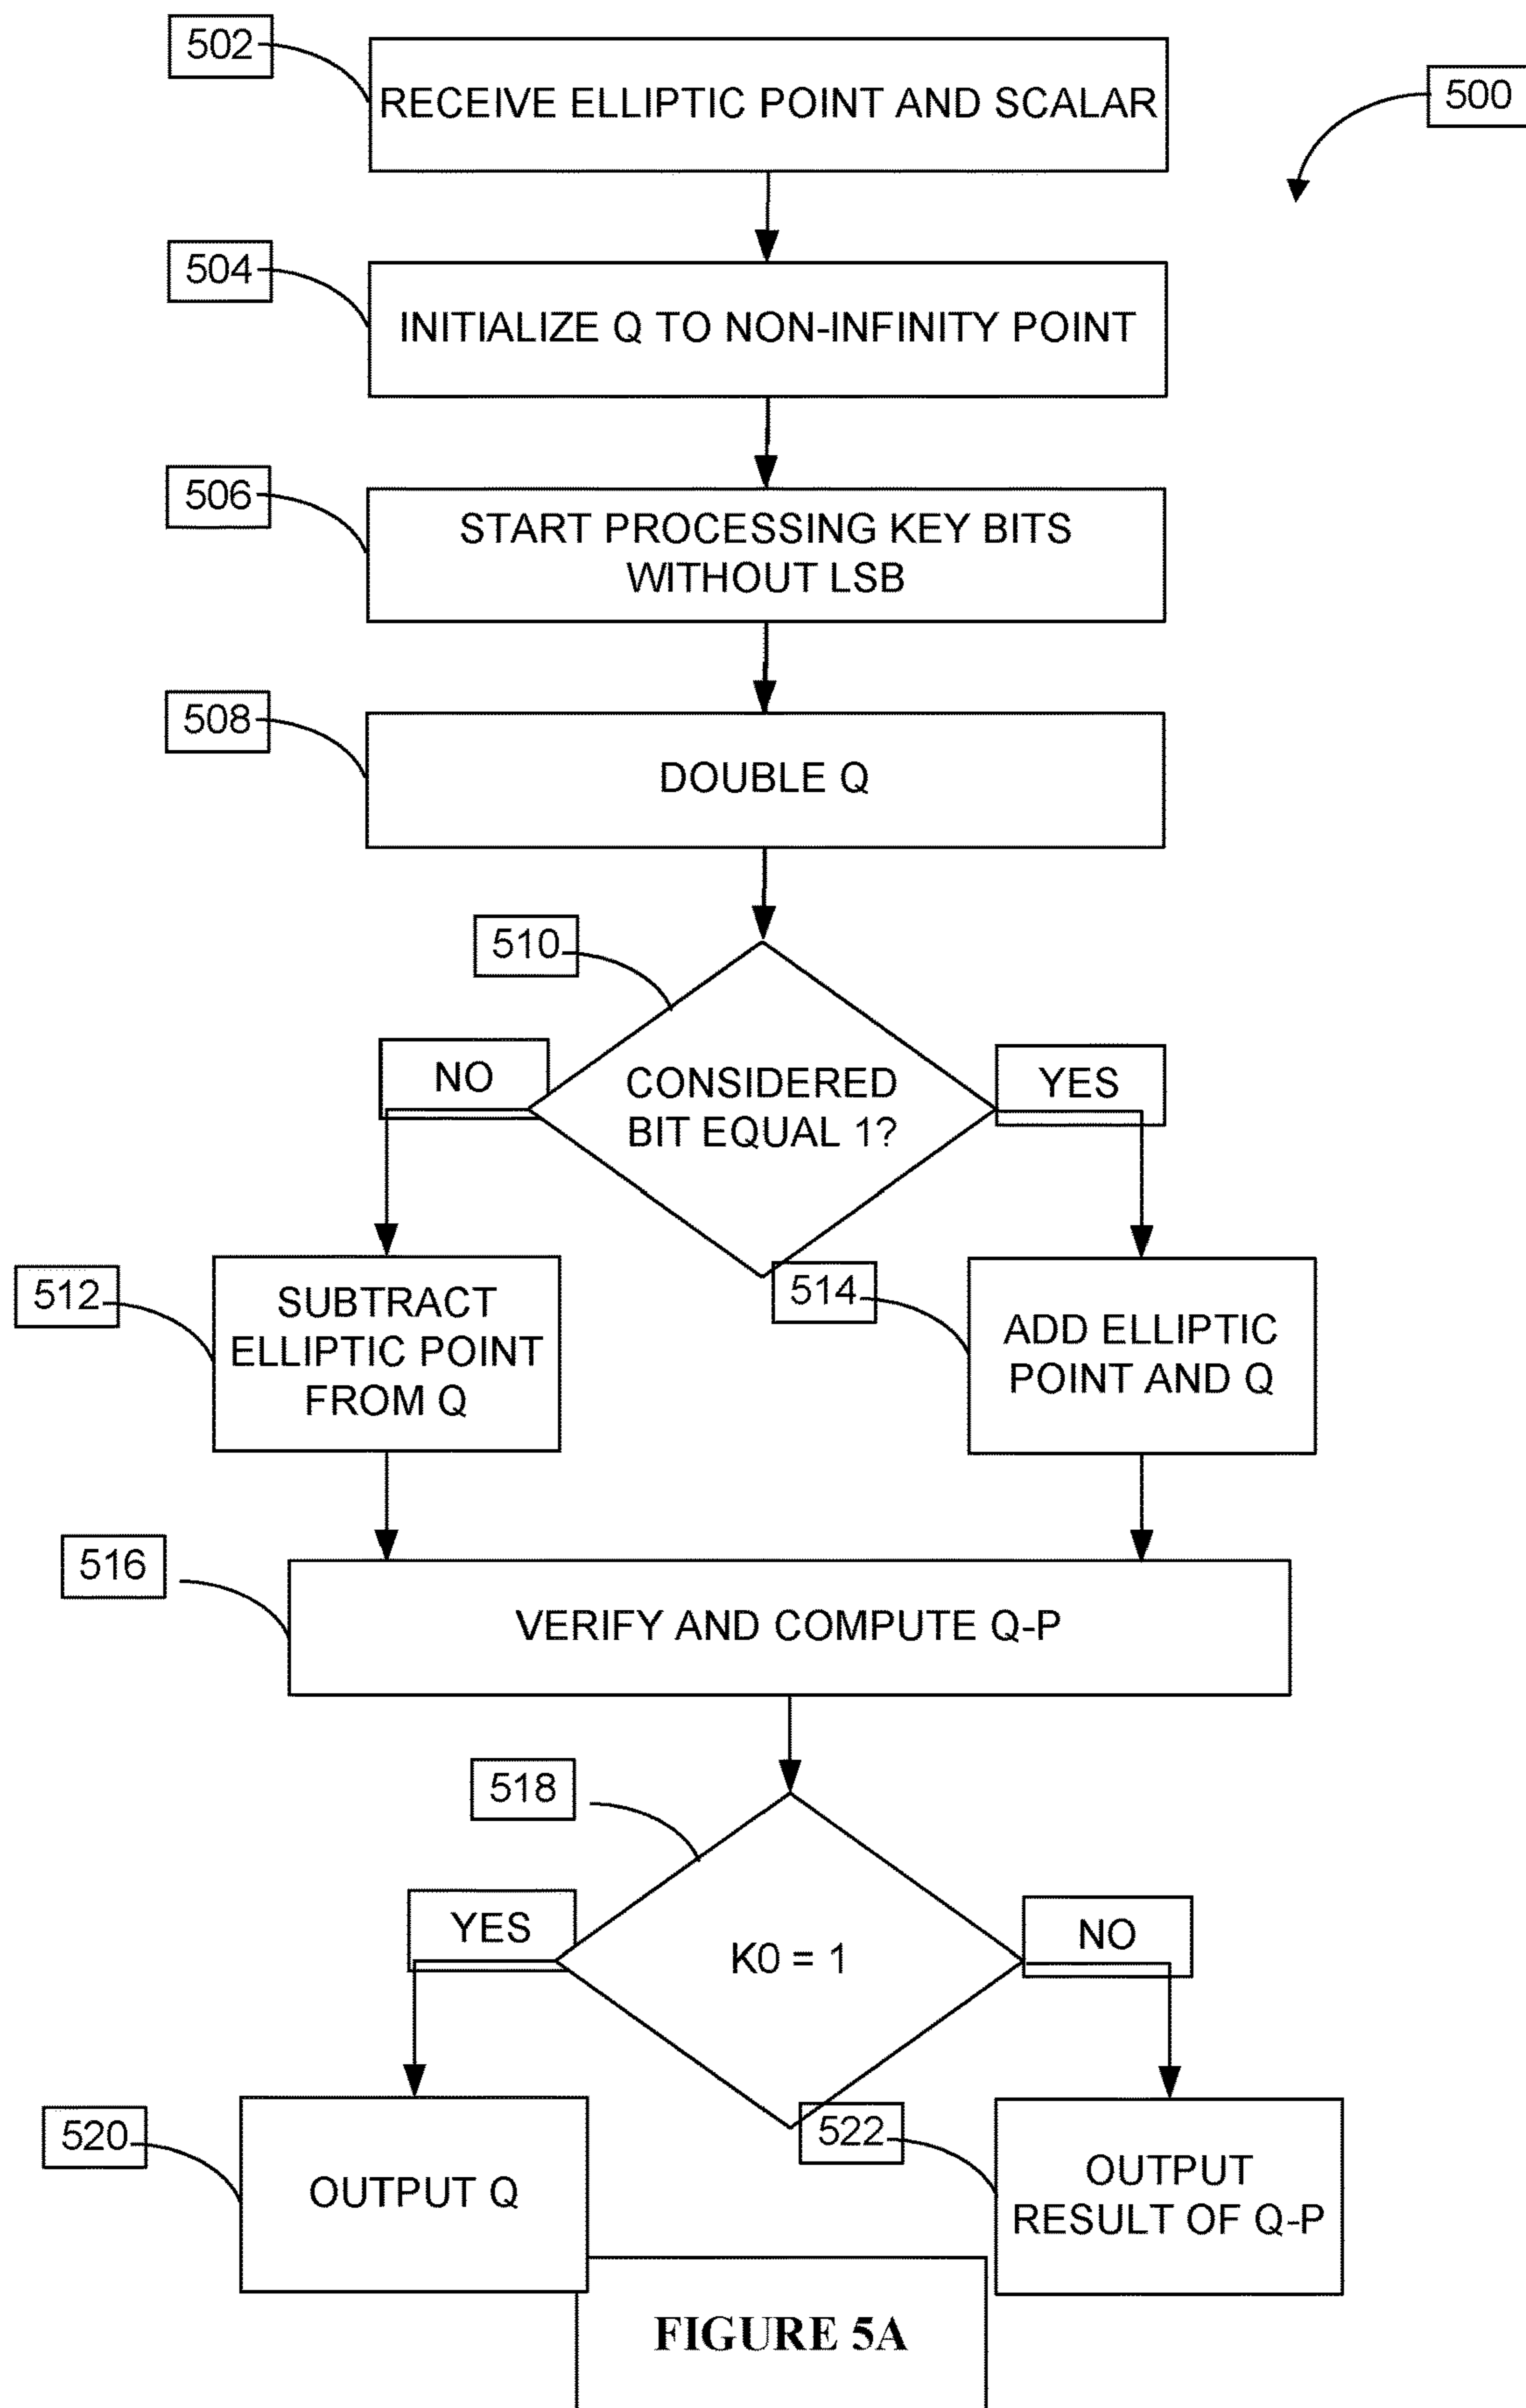 502
RECEIVE ELLIPTIC POINT AND SCALAR
500
504
INITIALIZE Q TO NON-INFINITY POINT
506
START PROCESSING KEY BITS
WITHOUT LSB
508
DOUBLE Q
510
NO
CONSIDERED
BIT EQUAL 1?
YES
512
SUBTRACT
ELLIPTIC POINT
FROM Q
514
ADD ELLIPTIC
POINT AND Q
516
VERIFY AND COMPUTE Q-P
518
YES
K0 = 1
NO
520
OUTPUT Q
522
OUTPUT
RESULT OF Q-P
FIGURE 5A